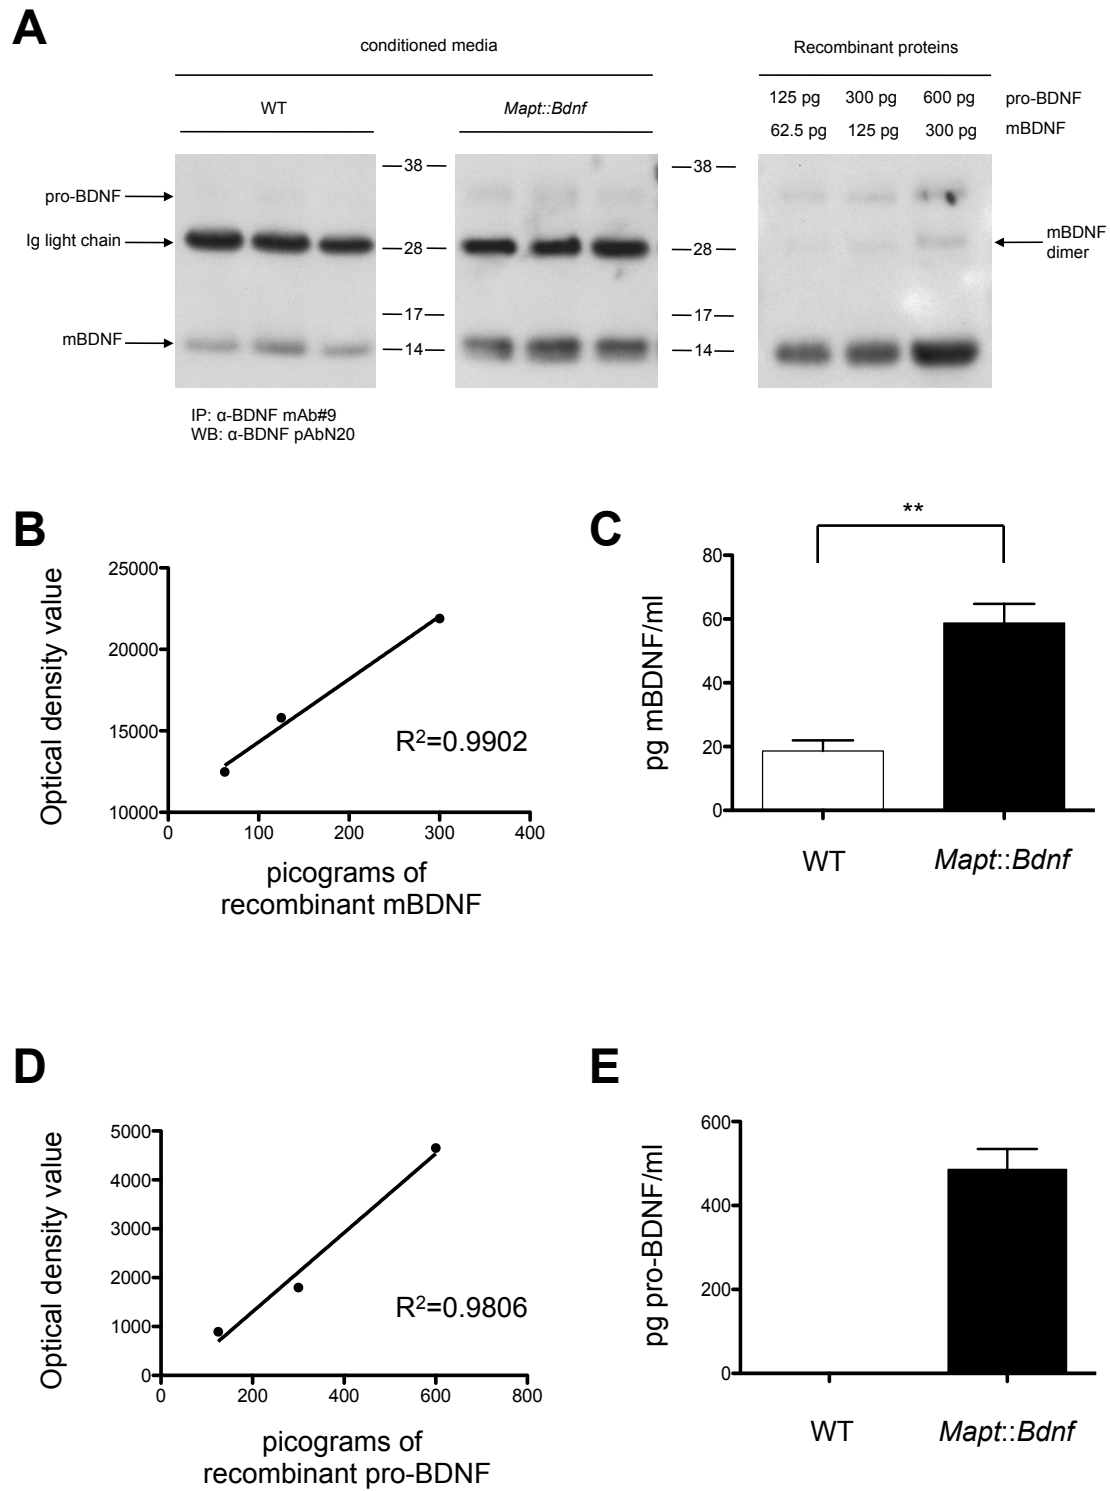 A
conditioned media
Recombinant proteins
WT
Mapt::Bdnf
125 pg 300 pg 600 pg pro-BDNF
62.5 pg 125 pg 300 pg mBDNF
pro-BDNF
Ig light chain
mBDNF
38
28
17
14
38
28
17
14
mBDNF
dimer
IP: α-BDNF mAb#9
WB: α-BDNF pAbN20
B
Optical density value
25000
20000
15000
10000
0 100 200 300 400
R²=0.9902
picograms of
recombinant mBDNF
C
**
pg mBDNF/ml
80
60
40
20
0
WT
Mapt::Bdnf
D
Optical density value
5000
4000
3000
2000
1000
0
0 200 400 600 800
R²=0.9806
picograms of
recombinant pro-BDNF
E
pg pro-BDNF/ml
600
400
200
0
WT
Mapt::Bdnf